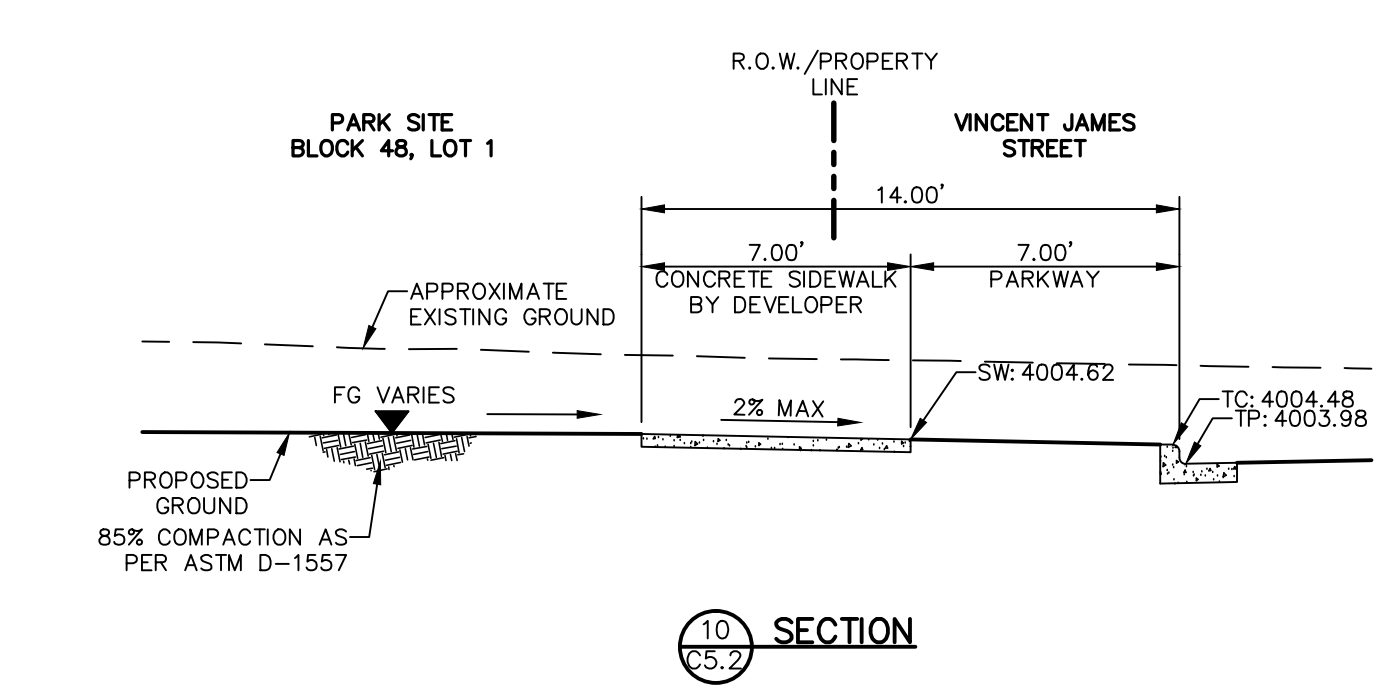 R.O.W./PROPERTY
LINE
PARK SITE
BLOCK 48, LOT 1
VINCENT JAMES
STREET
14.00'
7.00'
CONCRETE SIDEWALK
BY DEVELOPER
7.00'
PARKWAY
APPROXIMATE
EXISTING GROUND
SW: 4004.62
FG VARIES
2% MAX
TC: 4004.48
TP: 4003.98
PROPOSED
GROUND
85% COMPACTION AS
PER ASTM D-1557
10
C5.2
SECTION